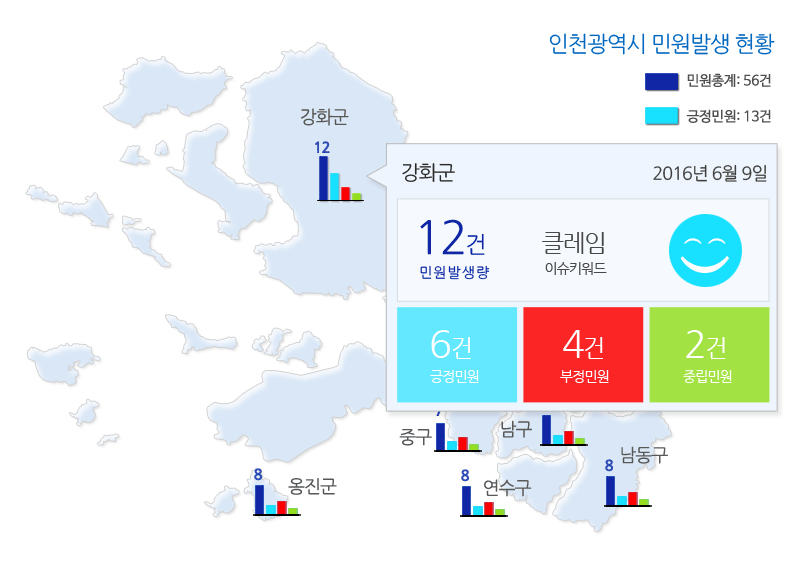 인천광역시 민원발생 현황
민원총계: 56건
긍정민원: 13건
강화군
12
강화군
2016년 6월 9일
12건
민원발생량
클레임
이슈키워드
6건
긍정민원
4건
부정민원
2건
중립민원
중구
남구
남동구
8
옹진군
8
연수구
8